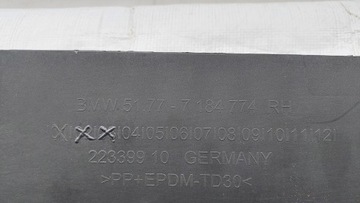 BMW 51.77 - 7 184 774 RH
X|X|X|04|05|06|07|08|09|10|11|12|
223399 10 GERMANY
>PP+EPDM-TD30<